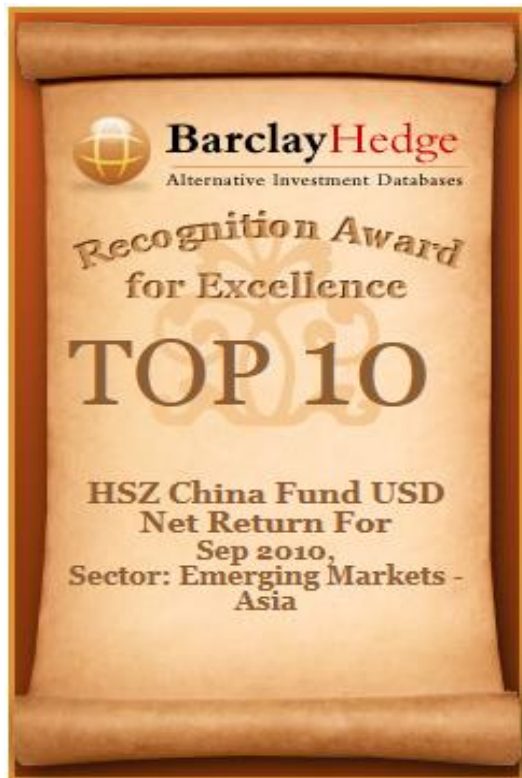 BarclayHedge
Alternative Investment Databases
Recognition Award
for Excellence
TOP 10
HSZ China Fund USD
Net Return For
Sep 2010,
Sector: Emerging Markets -
Asia